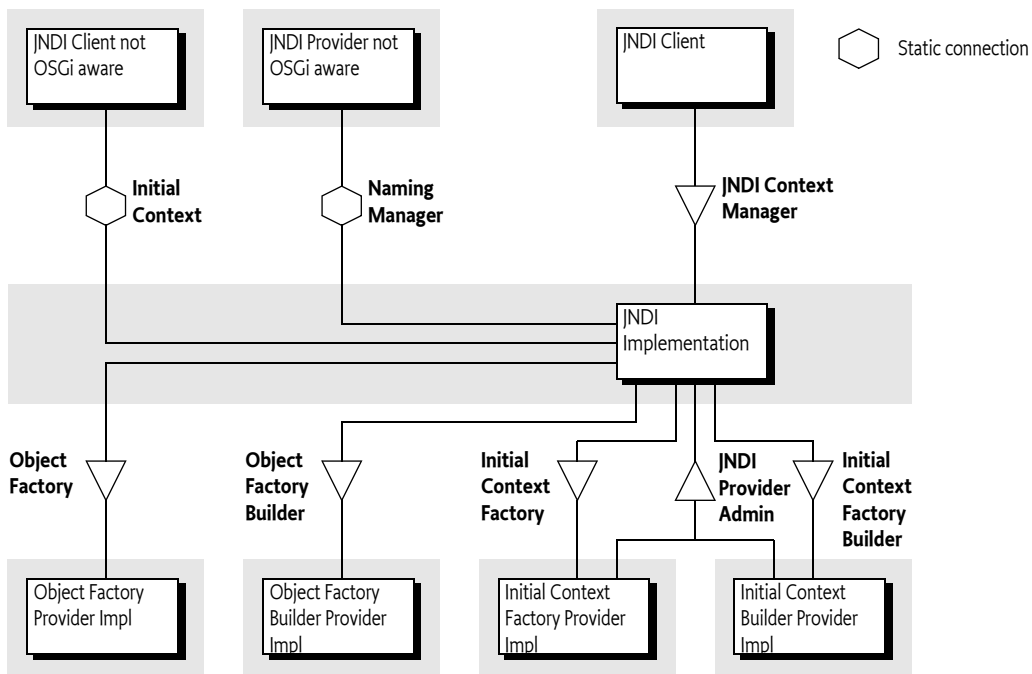 JNDI Client not
OSGi aware
JNDI Provider not
OSGi aware
JNDI Client
Static connection
Initial
Context
Naming
Manager
JNDI Context
Manager
JNDI
Implementation
Object
Factory
Object
Factory
Builder
Initial
Context
Factory
JNDI
Provider
Admin
Initial
Context
Factory
Builder
Object Factory
Provider Impl
Object Factory
Builder Provider
Impl
Initial Context
Factory Provider
Impl
Initial Context
Builder Provider
Impl